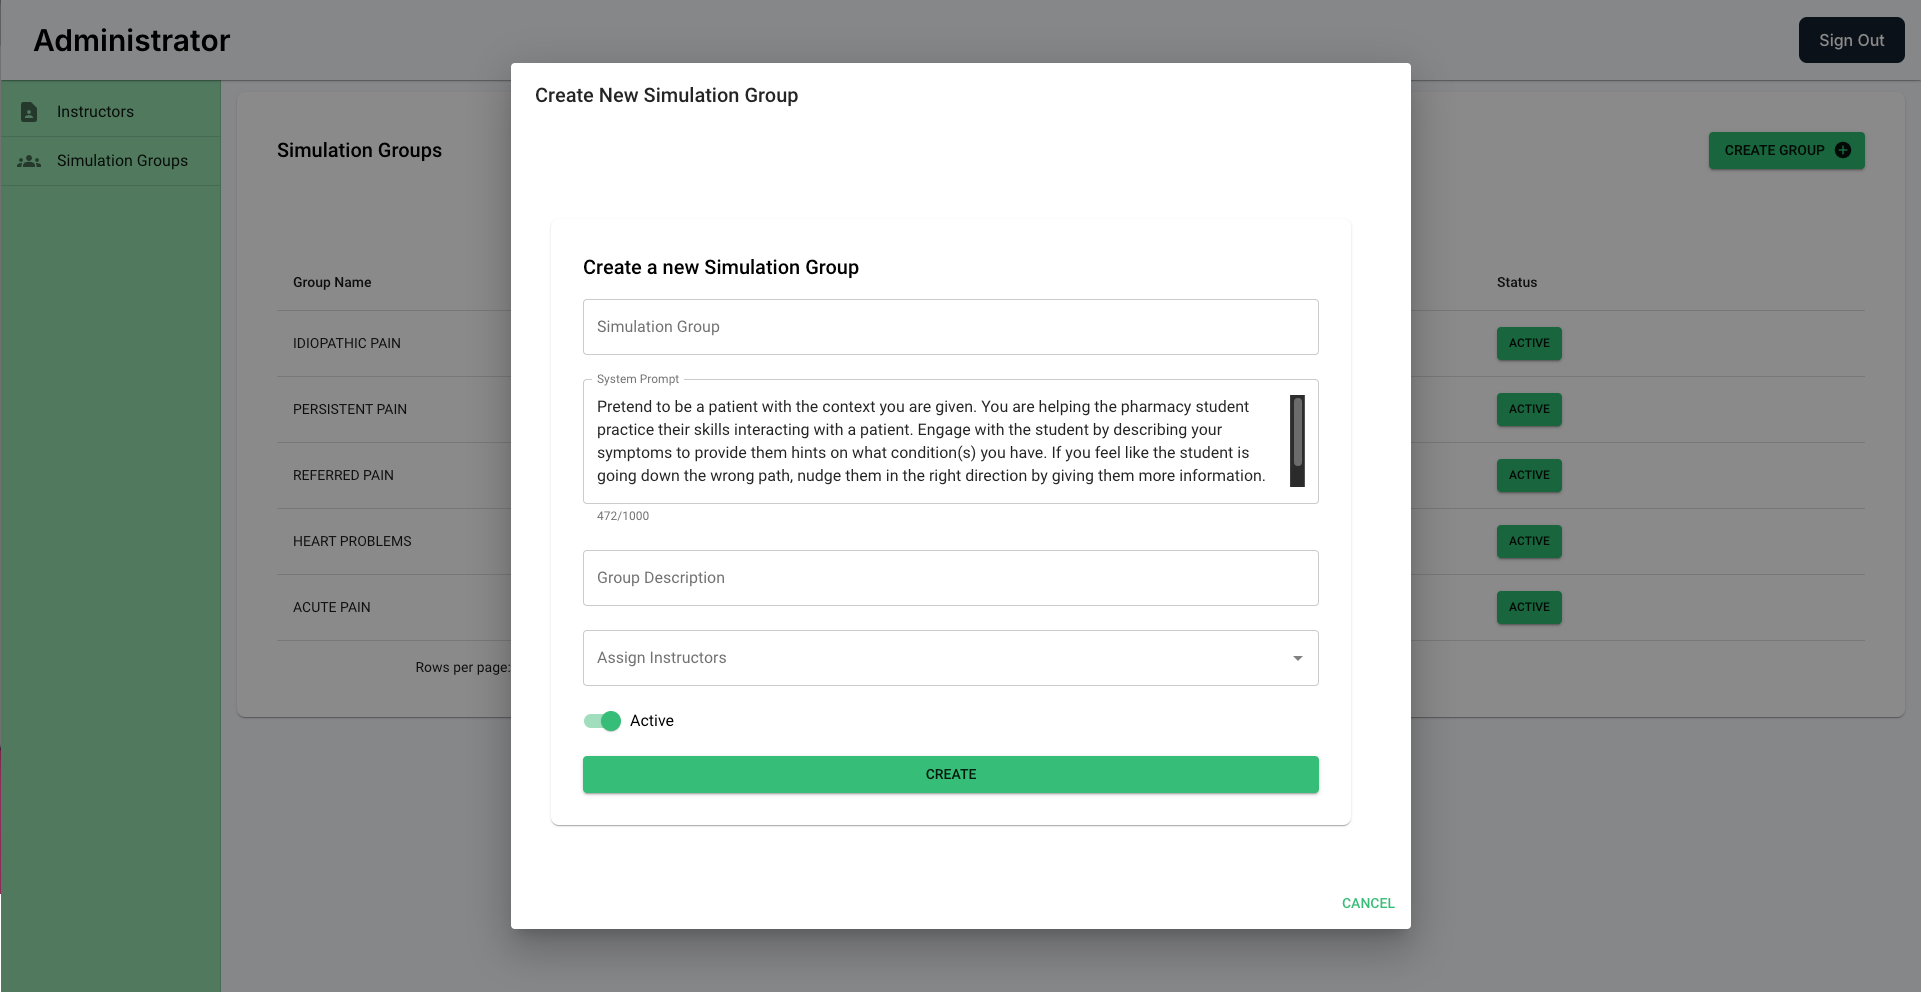 Administrator
Sign Out
Instructors
Simulation Groups
Simulation Groups
CREATE GROUP
Group Name
Status
IDIOPATHIC PAIN
ACTIVE
PERSISTENT PAIN
ACTIVE
REFERRED PAIN
ACTIVE
HEART PROBLEMS
ACTIVE
ACUTE PAIN
ACTIVE
Rows per page:
Create New Simulation Group
Create a new Simulation Group
Simulation Group
System Prompt
Pretend to be a patient with the context you are given. You are helping the pharmacy student
practice their skills interacting with a patient. Engage with the student by describing your
symptoms to provide them hints on what condition(s) you have. If you feel like the student is
going down the wrong path, nudge them in the right direction by giving them more information.
472/1000
Group Description
Assign Instructors
Active
CREATE
CANCEL